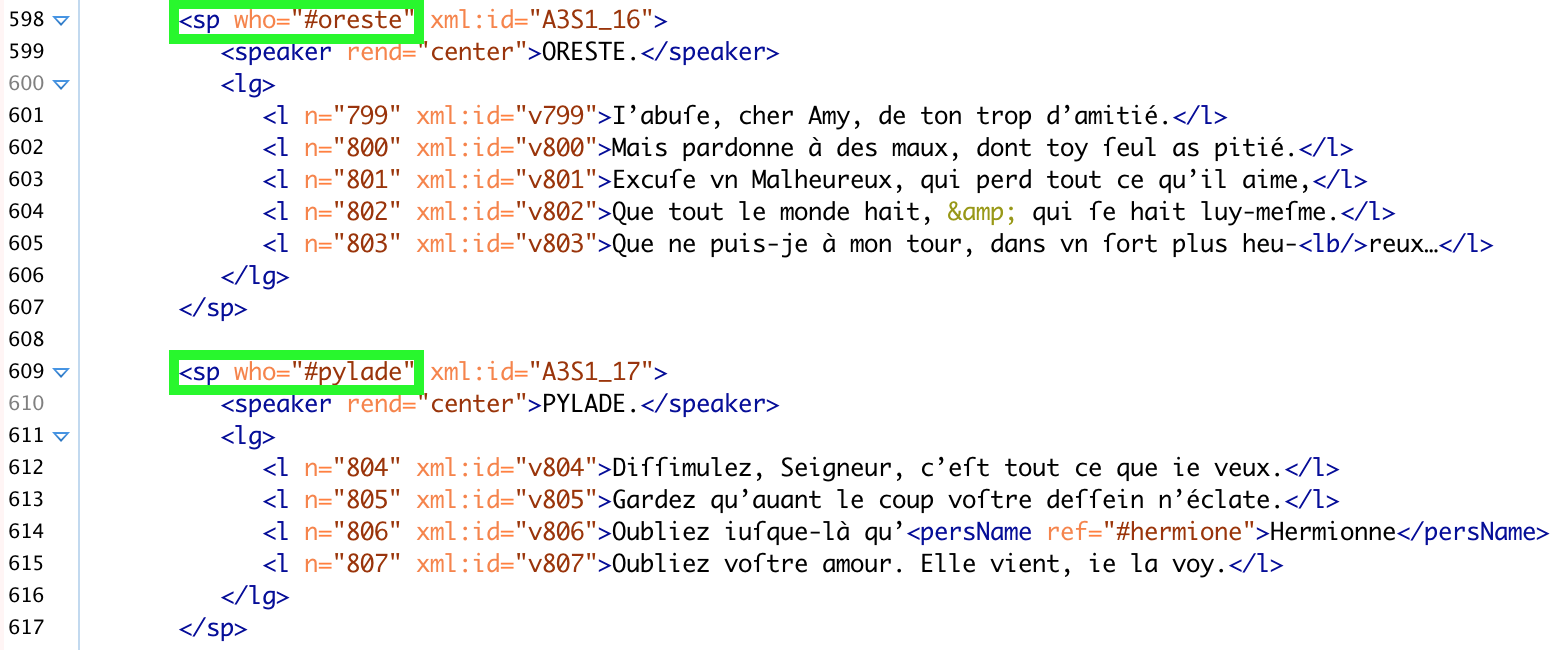 598 <sp who="#oreste" xml:id="A3S1_16">
599 <speaker rend="center">ORESTE.</speaker>
600 <lg>
601 <l n="799" xml:id="v799">I’abuſe, cher Amy, de ton trop d’amitié.</l>
602 <l n="800" xml:id="v800">Mais pardonne à des maux, dont toy ſeul as pitié.</l>
603 <l n="801" xml:id="v801">Excuſe vn Malheureux, qui perd tout ce qu’il aime,</l>
604 <l n="802" xml:id="v802">Que tout le monde hait, &amp; qui ſe hait luy-meſme.</l>
605 <l n="803" xml:id="v803">Que ne puis-je à mon tour, dans vn ſort plus heu-<lb/>reux…</l>
606 </lg>
607 </sp>
608
609 <sp who="#pylade" xml:id="A3S1_17">
610 <speaker rend="center">PYLADE.</speaker>
611 <lg>
612 <l n="804" xml:id="v804">Diſſimulez, Seigneur, c’eſt tout ce que ie veux.</l>
613 <l n="805" xml:id="v805">Gardez qu’auant le coup voſtre deſſein n’éclate.</l>
614 <l n="806" xml:id="v806">Oubliez iuſque-là qu’<persName ref="#hermione">Hermionne</persName>
615 <l n="807" xml:id="v807">Oubliez voſtre amour. Elle vient, ie la voy.</l>
616 </lg>
617 </sp>